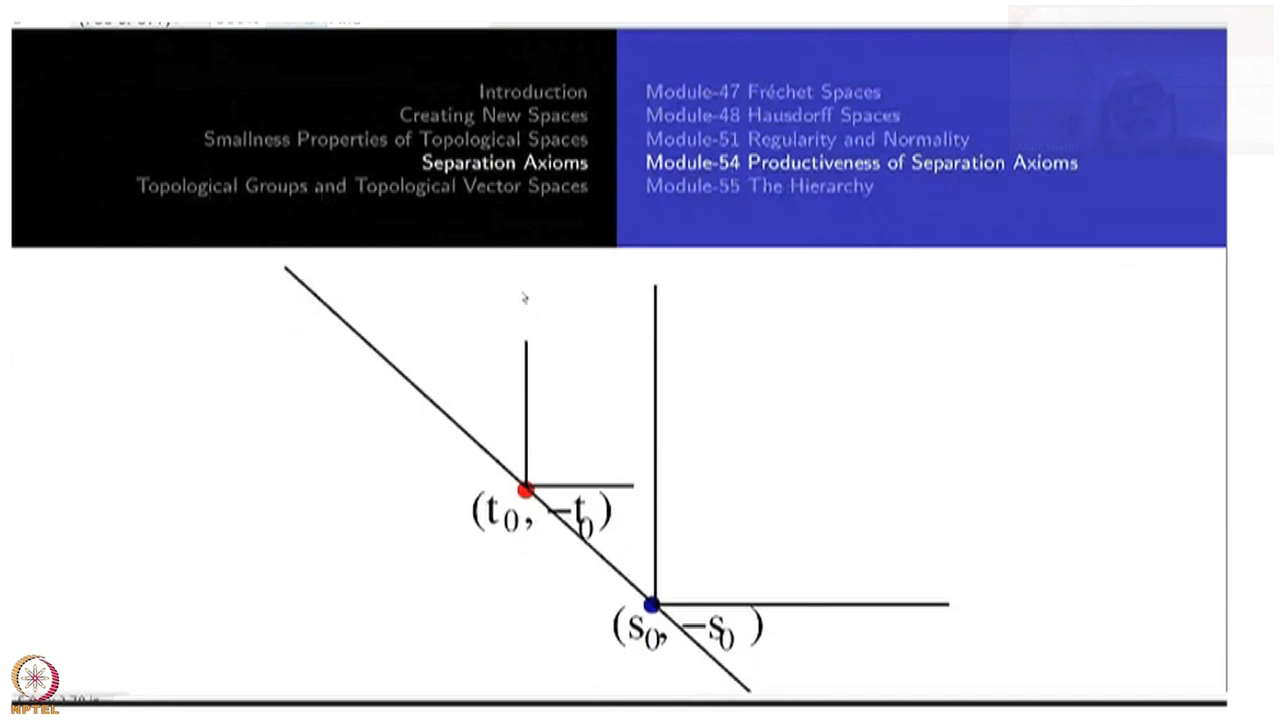 Introduction
Creating New Spaces
Smallness Properties of Topological Spaces
Separation Axioms
Topological Groups and Topological Vector Spaces
Module-47 Fréchet Spaces
Module-48 Hausdorff Spaces
Module-51 Regularity and Normality
Module-54 Productiveness of Separation Axioms
Module-55 The Hierarchy
(t₀, −t₀)
(s₀, −s₀ )
NPTEL